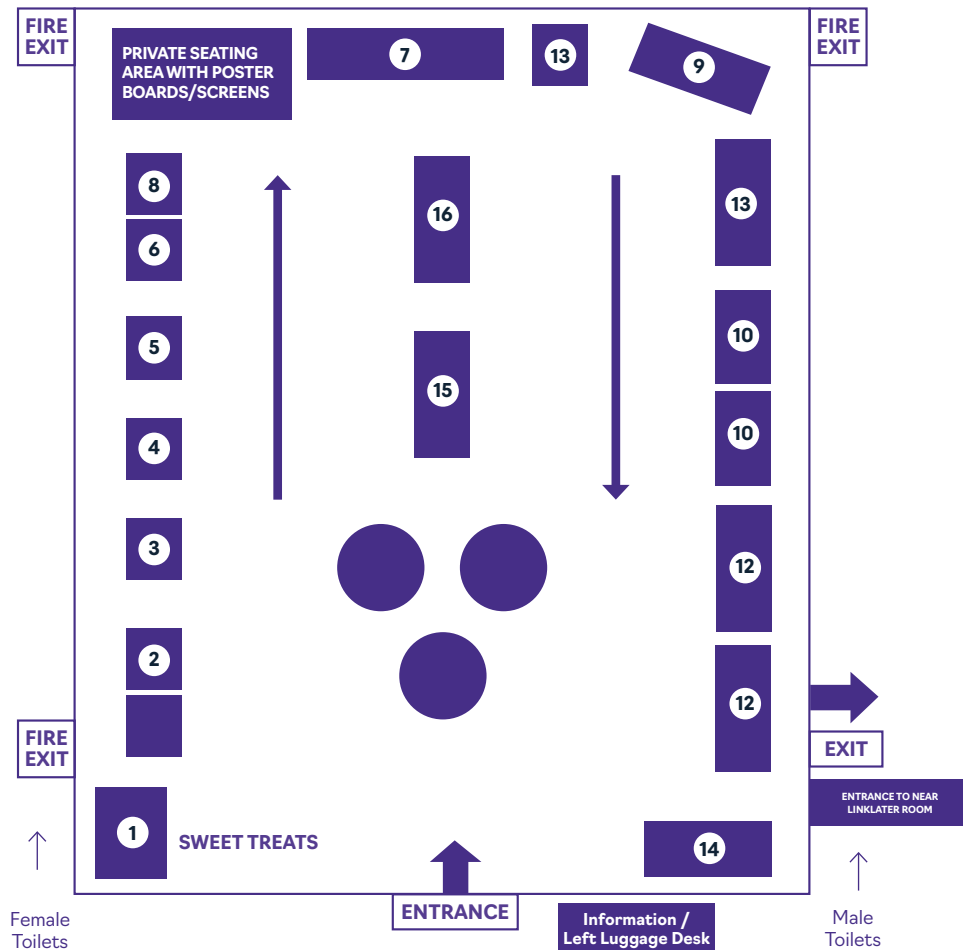 FIRE
EXIT
PRIVATE SEATING
AREA WITH POSTER
BOARDS/SCREENS
7
13
9
FIRE
EXIT
8
16
13
6
5
15
10
4
10
3
12
2
12
FIRE
EXIT
EXIT
ENTRANCE TO NEAR
LINKLATER ROOM
1
SWEET TREATS
14
ENTRANCE
Female
Toilets
Information /
Left Luggage Desk
Male
Toilets